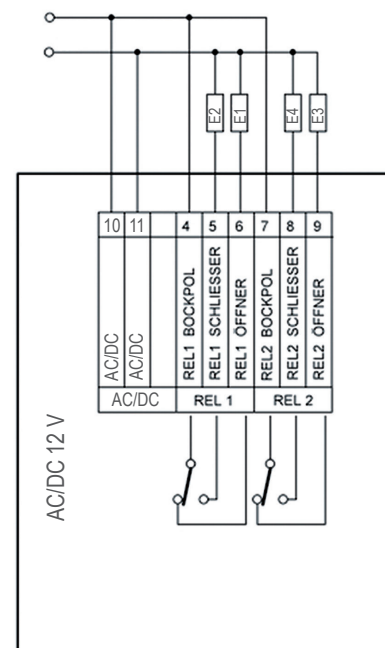 E2
E1
E4
E3
10
11
4
5
6
7
8
9
AC/DC
AC/DC
REL1 BOCKPOL
REL1 SCHLIESSER
REL1 ÖFFNER
REL2 BOCKPOL
REL2 SCHLIESSER
REL2 ÖFFNER
AC/DC
REL 1
REL 2
AC/DC 12 V